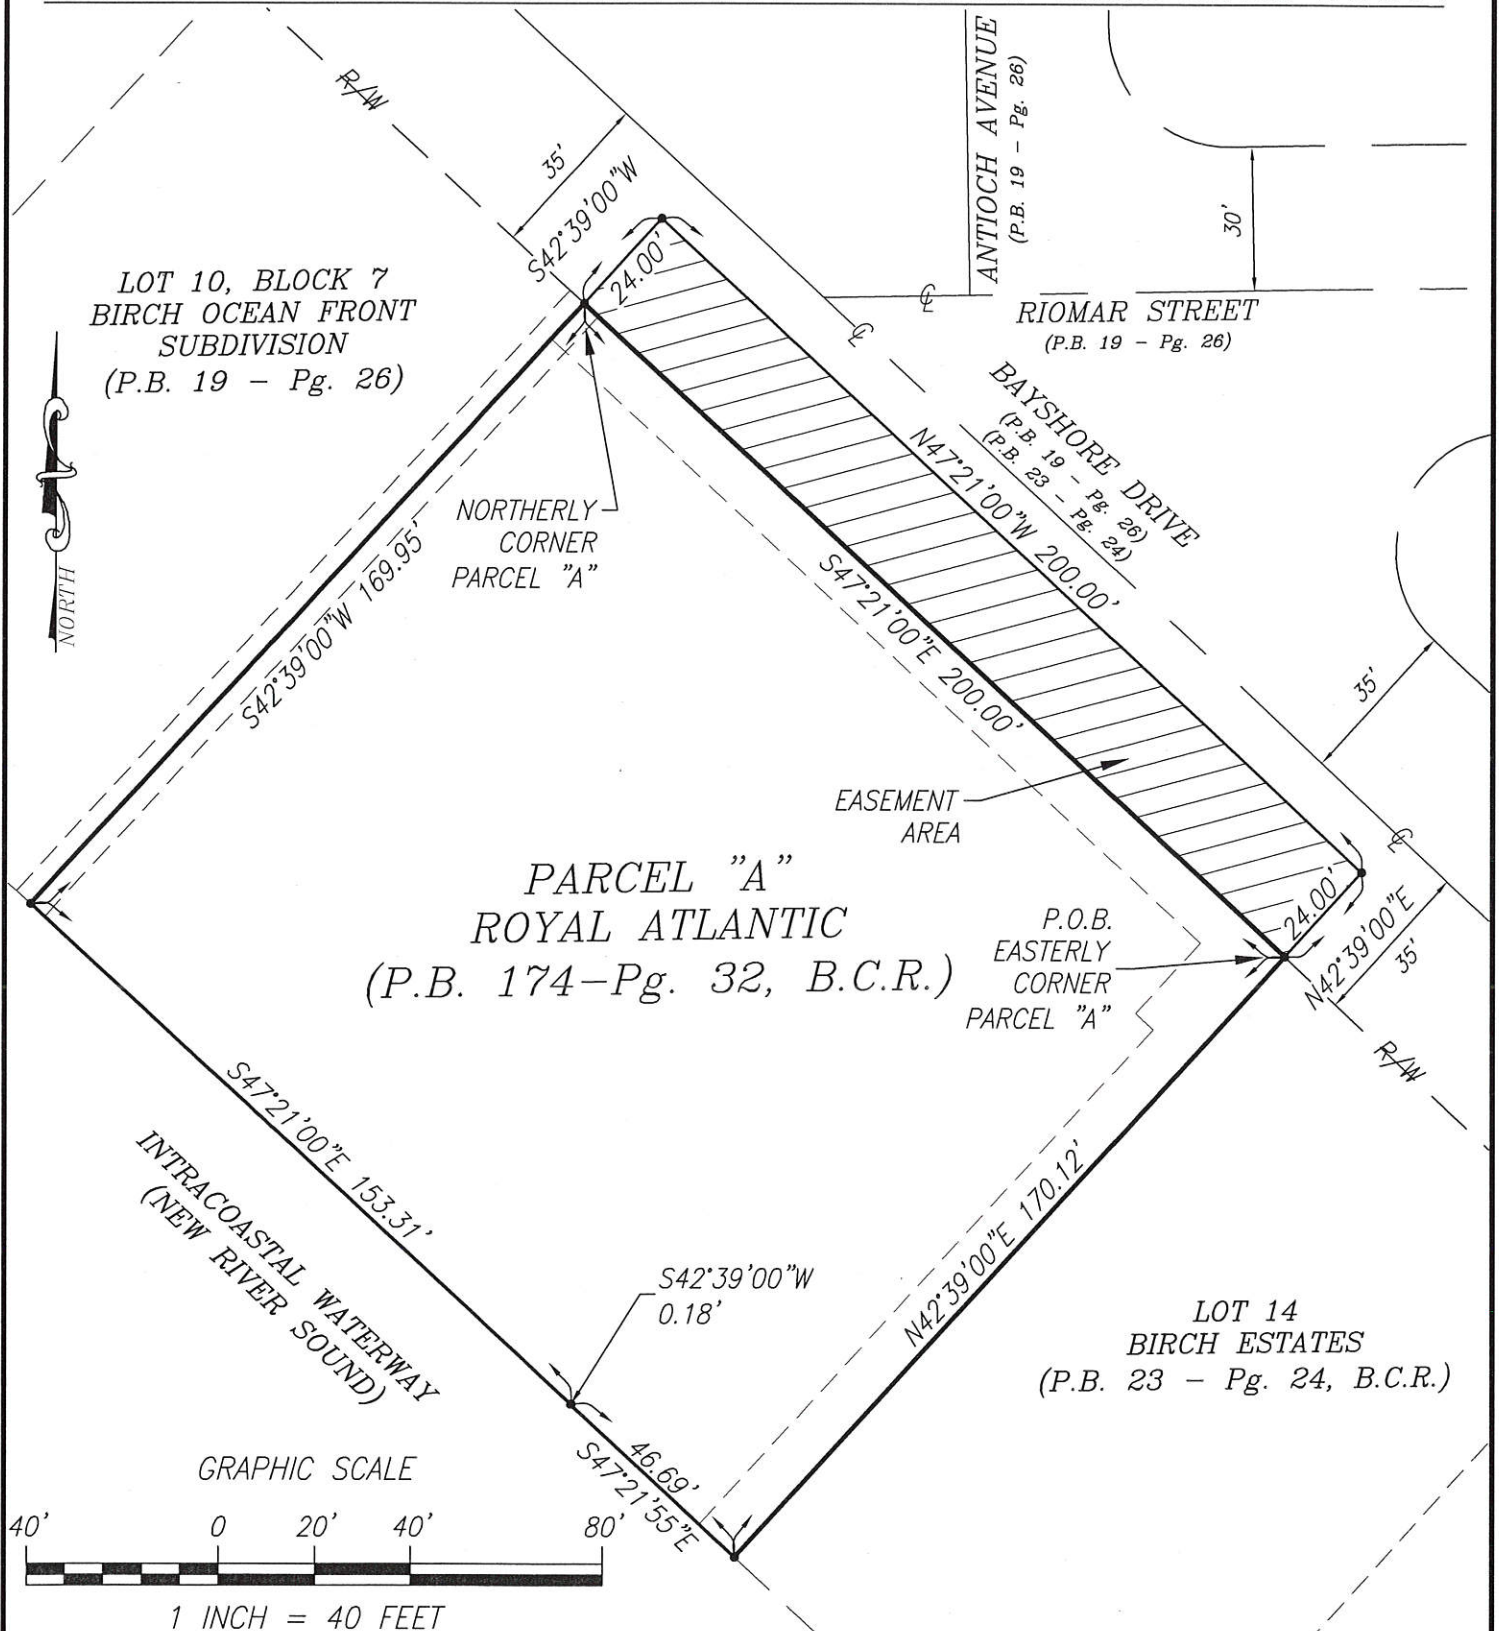 R/W
35'
S42°39'00"W
24.00'
ANTIOCH AVENUE
(P.B. 19 - Pg. 26)
30'
LOT 10, BLOCK 7
BIRCH OCEAN FRONT
SUBDIVISION
(P.B. 19 - Pg. 26)
RIOMAR STREET
(P.B. 19 - Pg. 26)
BAYSHORE DRIVE
(P.B. 19 - Pg. 26)
(P.B. 23 - Pg. 24)
NORTH
NORTHERLY
CORNER
PARCEL "A"
S42°39'00"W 169.95'
N47°21'00"W 200.00'
S47°21'00"E 200.00'
35'
EASEMENT
AREA
PARCEL "A"
ROYAL ATLANTIC
(P.B. 174-Pg. 32, B.C.R.)
P.O.B.
EASTERLY
CORNER
PARCEL "A"
24.00'
N42°39'00"E
35'
R/W
S47°21'00"E 153.31'
INTRACOASTAL WATERWAY
(NEW RIVER SOUND)
N42°39'00"E 170.12'
S42°39'00"W
0.18'
LOT 14
BIRCH ESTATES
(P.B. 23 - Pg. 24, B.C.R.)
46.69'
S47°21'55"E
GRAPHIC SCALE
40' 0 20' 40' 80'
1 INCH = 40 FEET